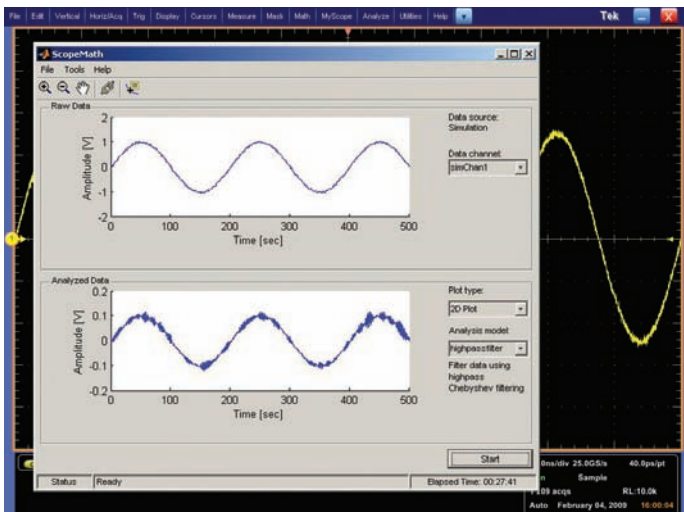 File Edit Vertical Horiz/Acq Trig Display Cursors Measure Mask Math MyScope Analyze Utilities Help Tek
ScopeMath
File Tools Help
Raw Data
2
1
0
-1
-2
Amplitude [V]
0 100 200 300 400 500
Time [sec]
Data source:
Simulation
Data channel:
simChan1
1
Analyzed Data
0.2
0.1
0
-0.1
-0.2
Amplitude [V]
0 100 200 300 400 500
Time [sec]
Plot type:
2D Plot
Analysis model:
highpassfilter
Filter data using
highpass
Chebyshev filtering
Start
Status Ready Elapsed Time: 00:27:41
0ns/div 25.0GS/s 40.0ps/pt
Sample
acqs RL:10.0k
Auto February 04, 2009 16:00:04